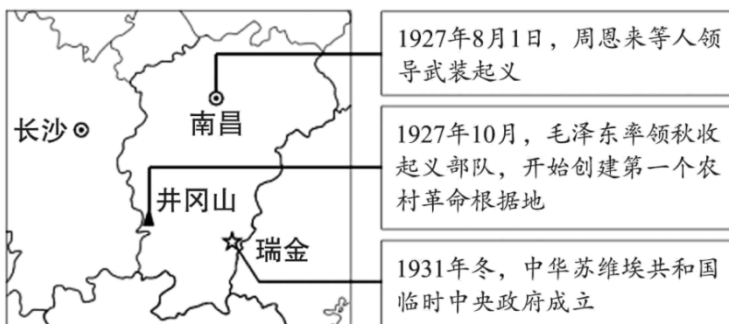 1927年8月1日，周恩来等人领
导武装起义
长沙
南昌
1927年10月，毛泽东率领秋收
起义部队，开始创建第一个农
村革命根据地
井冈山
瑞金
1931年冬，中华苏维埃共和国
临时中央政府成立